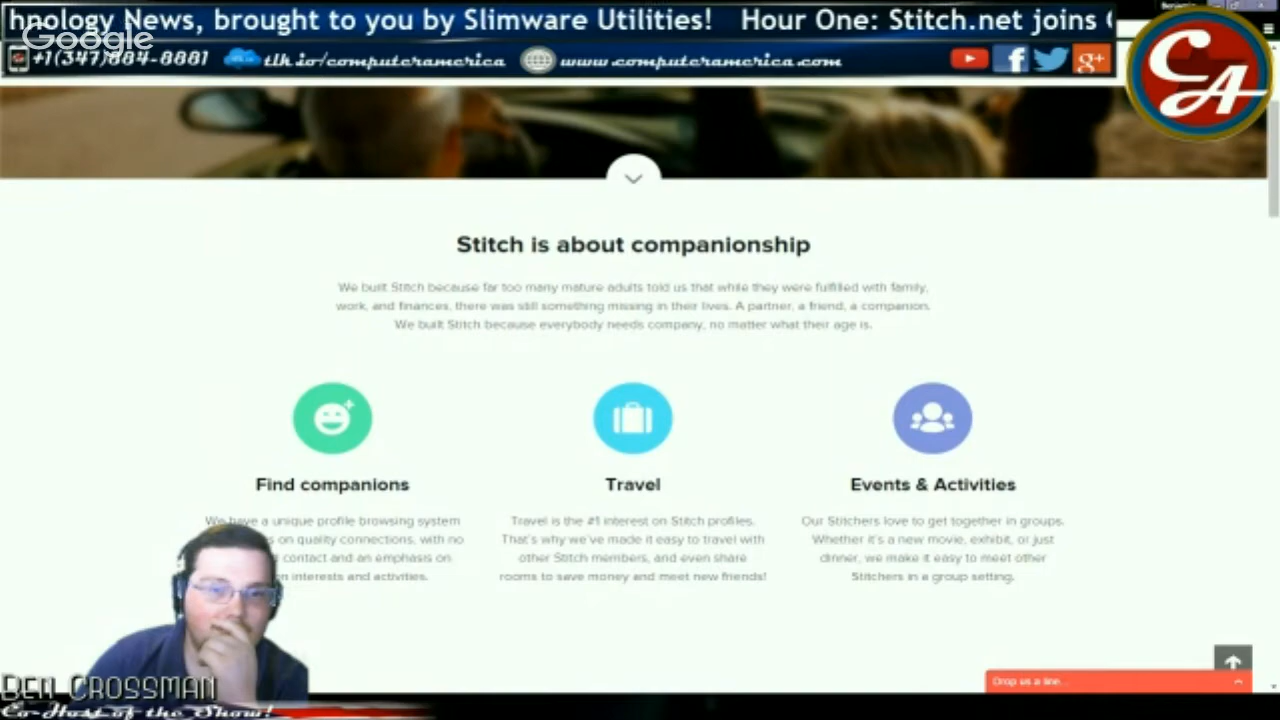 hnology News, brought to you by Slimware Utilities! Hour One: Stitch.net joins
Google
+1(347)884-8881 tlk.io/computeramerica www.computeramerica.com
CA
Stitch is about companionship
We built Stitch because far too many mature adults told us that while they were fulfilled with family,
work, and finances, there was still something missing in their lives. A partner, a friend, a companion.
We built Stitch because everybody needs company, no matter what their age is.
Find companions
We have a unique profile browsing system
s on quality connections, with no
contact and an emphasis on
n interests and activities.
Travel
Travel is the #1 interest on Stitch profiles.
That's why we've made it easy to travel with
other Stitch members, and even share
rooms to save money and meet new friends!
Events & Activities
Our Stitchers love to get together in groups.
Whether it's a new movie, exhibit, or just
dinner, we make it easy to meet other
Stitchers in a group setting.
Drop us a line...
Ben Crossman
Co-Host of the Show!